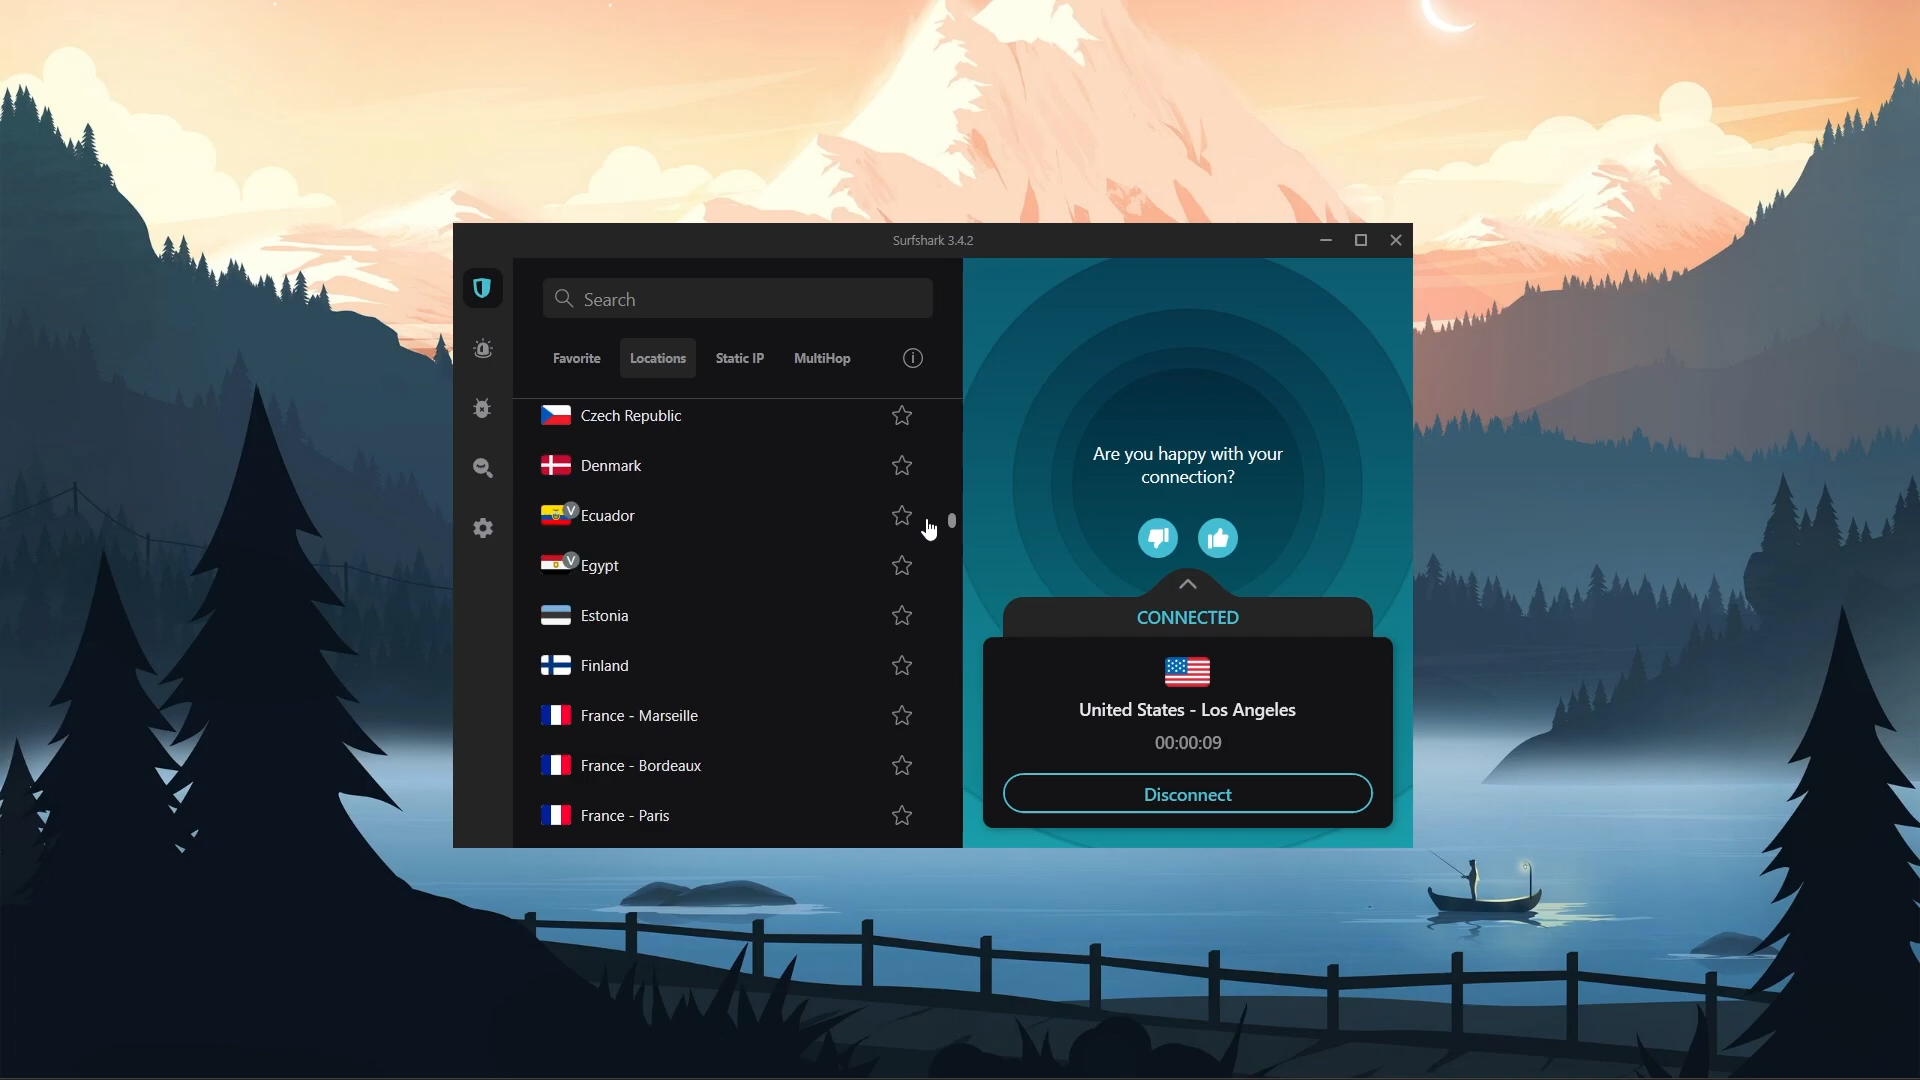 Surfshark 3.4.2
Search
Favorite
Locations
Static IP
MultiHop
Czech Republic
Denmark
V
Ecuador
V
Egypt
Estonia
Finland
France - Marseille
France - Bordeaux
France - Paris
Are you happy with your
connection?
CONNECTED
United States - Los Angeles
00:00:09
Disconnect